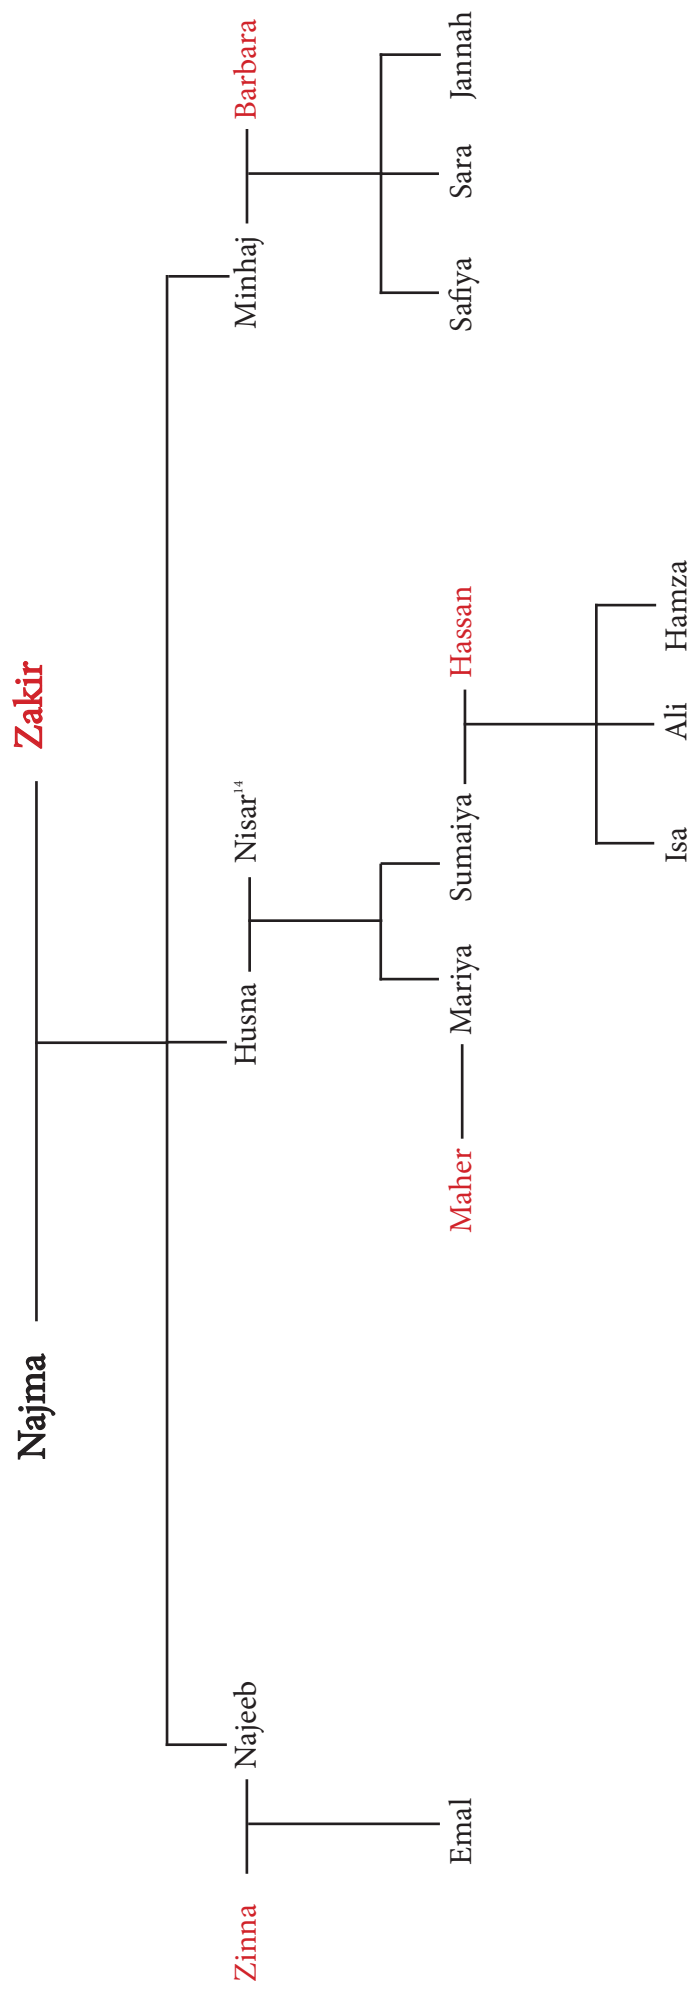 Najma Zakir
Zinna Najeeb Husna Nisar¹⁴ Minhaj Barbara
Emal Maher Mariya Sumaiya Hassan Safiya Sara Jannah
Isa Ali Hamza